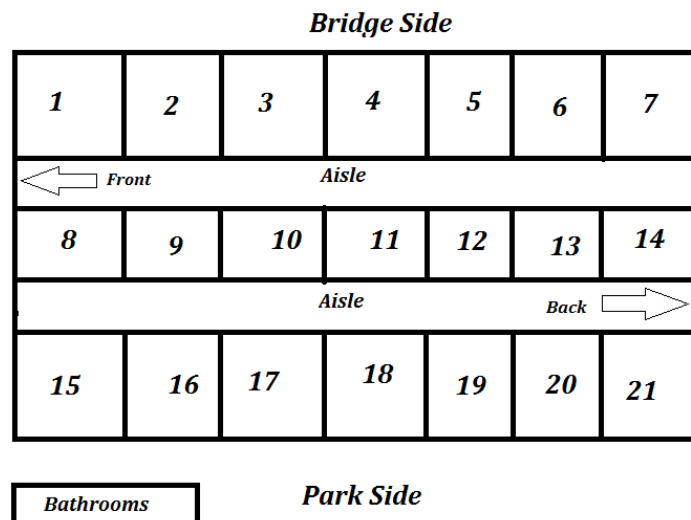 Bridge Side
1 2 3 4 5 6 7
Front Aisle
8 9 10 11 12 13 14
Aisle Back
15 16 17 18 19 20 21
Bathrooms Park Side